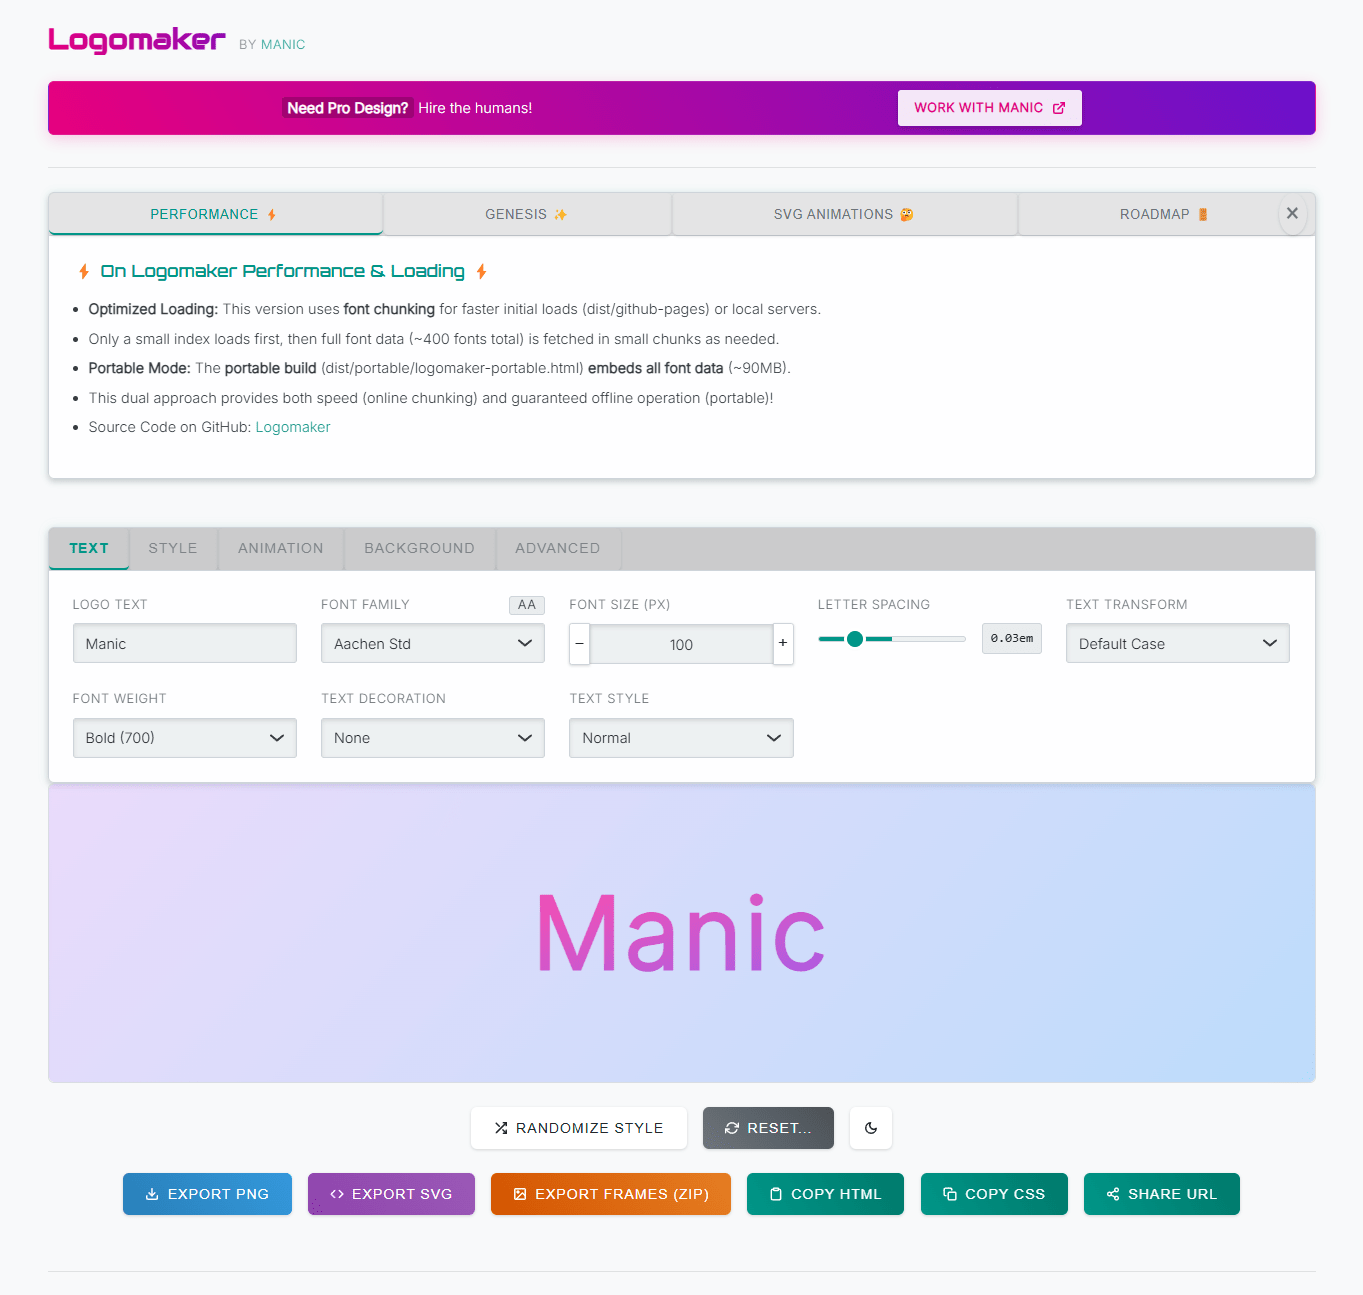 Logomaker BY MANIC
Need Pro Design? Hire the humans!
WORK WITH MANIC
PERFORMANCE ⚡
GENESIS ✨
SVG ANIMATIONS 🤔
ROADMAP 🚪
✕
⚡ On Logomaker Performance & Loading ⚡
• Optimized Loading: This version uses font chunking for faster initial loads (dist/github-pages) or local servers.
• Only a small index loads first, then full font data (~400 fonts total) is fetched in small chunks as needed.
• Portable Mode: The portable build (dist/portable/logomaker-portable.html) embeds all font data (~90MB).
• This dual approach provides both speed (online chunking) and guaranteed offline operation (portable)!
• Source Code on GitHub: Logomaker
TEXT
STYLE
ANIMATION
BACKGROUND
ADVANCED
LOGO TEXT
Manic
FONT FAMILY
AA
Aachen Std
FONT SIZE (PX)
− 100 +
LETTER SPACING
0.03em
TEXT TRANSFORM
Default Case
FONT WEIGHT
Bold (700)
TEXT DECORATION
None
TEXT STYLE
Normal
Manic
RANDOMIZE STYLE
RESET...
EXPORT PNG
EXPORT SVG
EXPORT FRAMES (ZIP)
COPY HTML
COPY CSS
SHARE URL